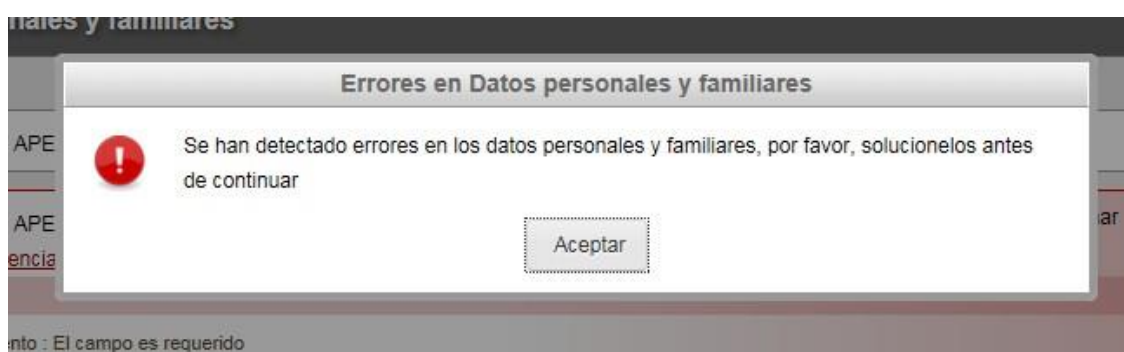 y familiares
Errores en Datos personales y familiares
APE
Se han detectado errores en los datos personales y familiares, por favor, solucionelos antes
de continuar
APE
Aceptar
: El campo es requerido